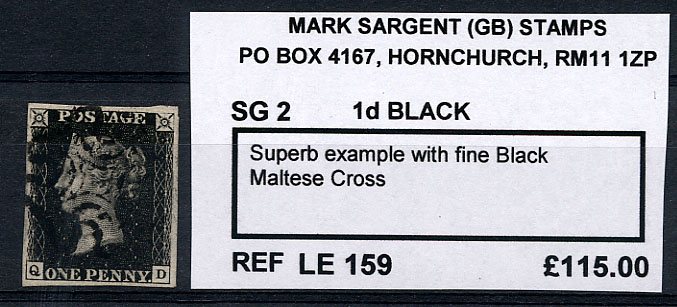 MARK SARGENT (GB) STAMPS
PO BOX 4167, HORNCHURCH, RM11 1ZP
SG 2 1d BLACK
Superb example with fine Black
Maltese Cross
REF LE 159 £115.00
POSTAGE
Q ONE PENNY. D